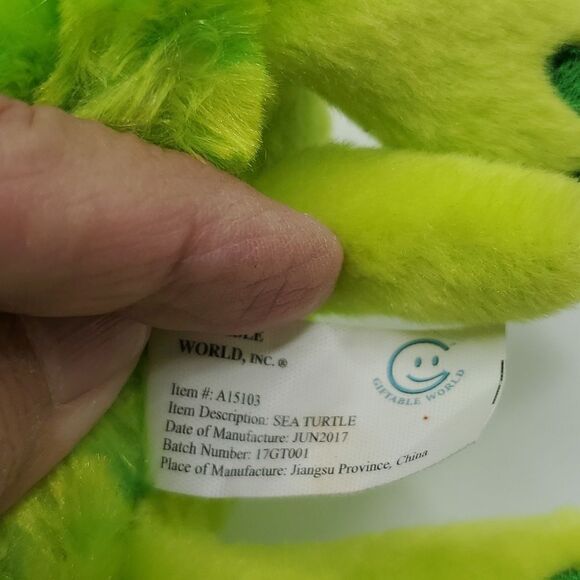 WORLD, INC. ®
Item #: A15103
Item Description: SEA TURTLE
Date of Manufacture: JUN2017
Batch Number: 17GT001
Place of Manufacture: Jiangsu Province, China
GIFTABLE WORLD